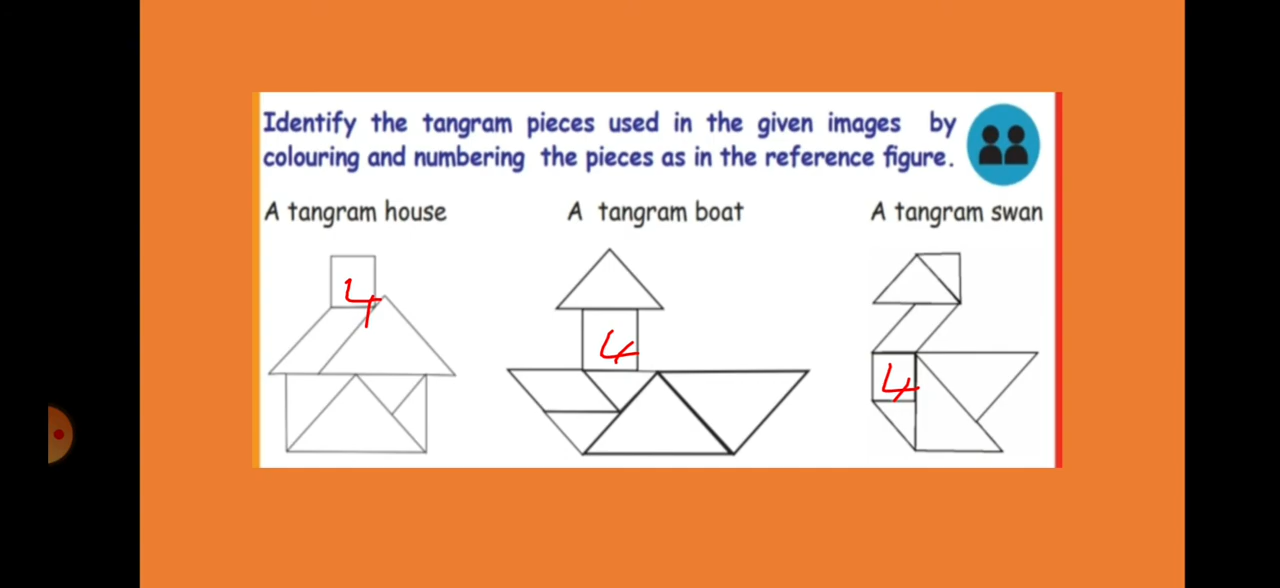 Identify the tangram pieces used in the given images by
colouring and numbering the pieces as in the reference figure.
A tangram house
A tangram boat
A tangram swan
4
4
4